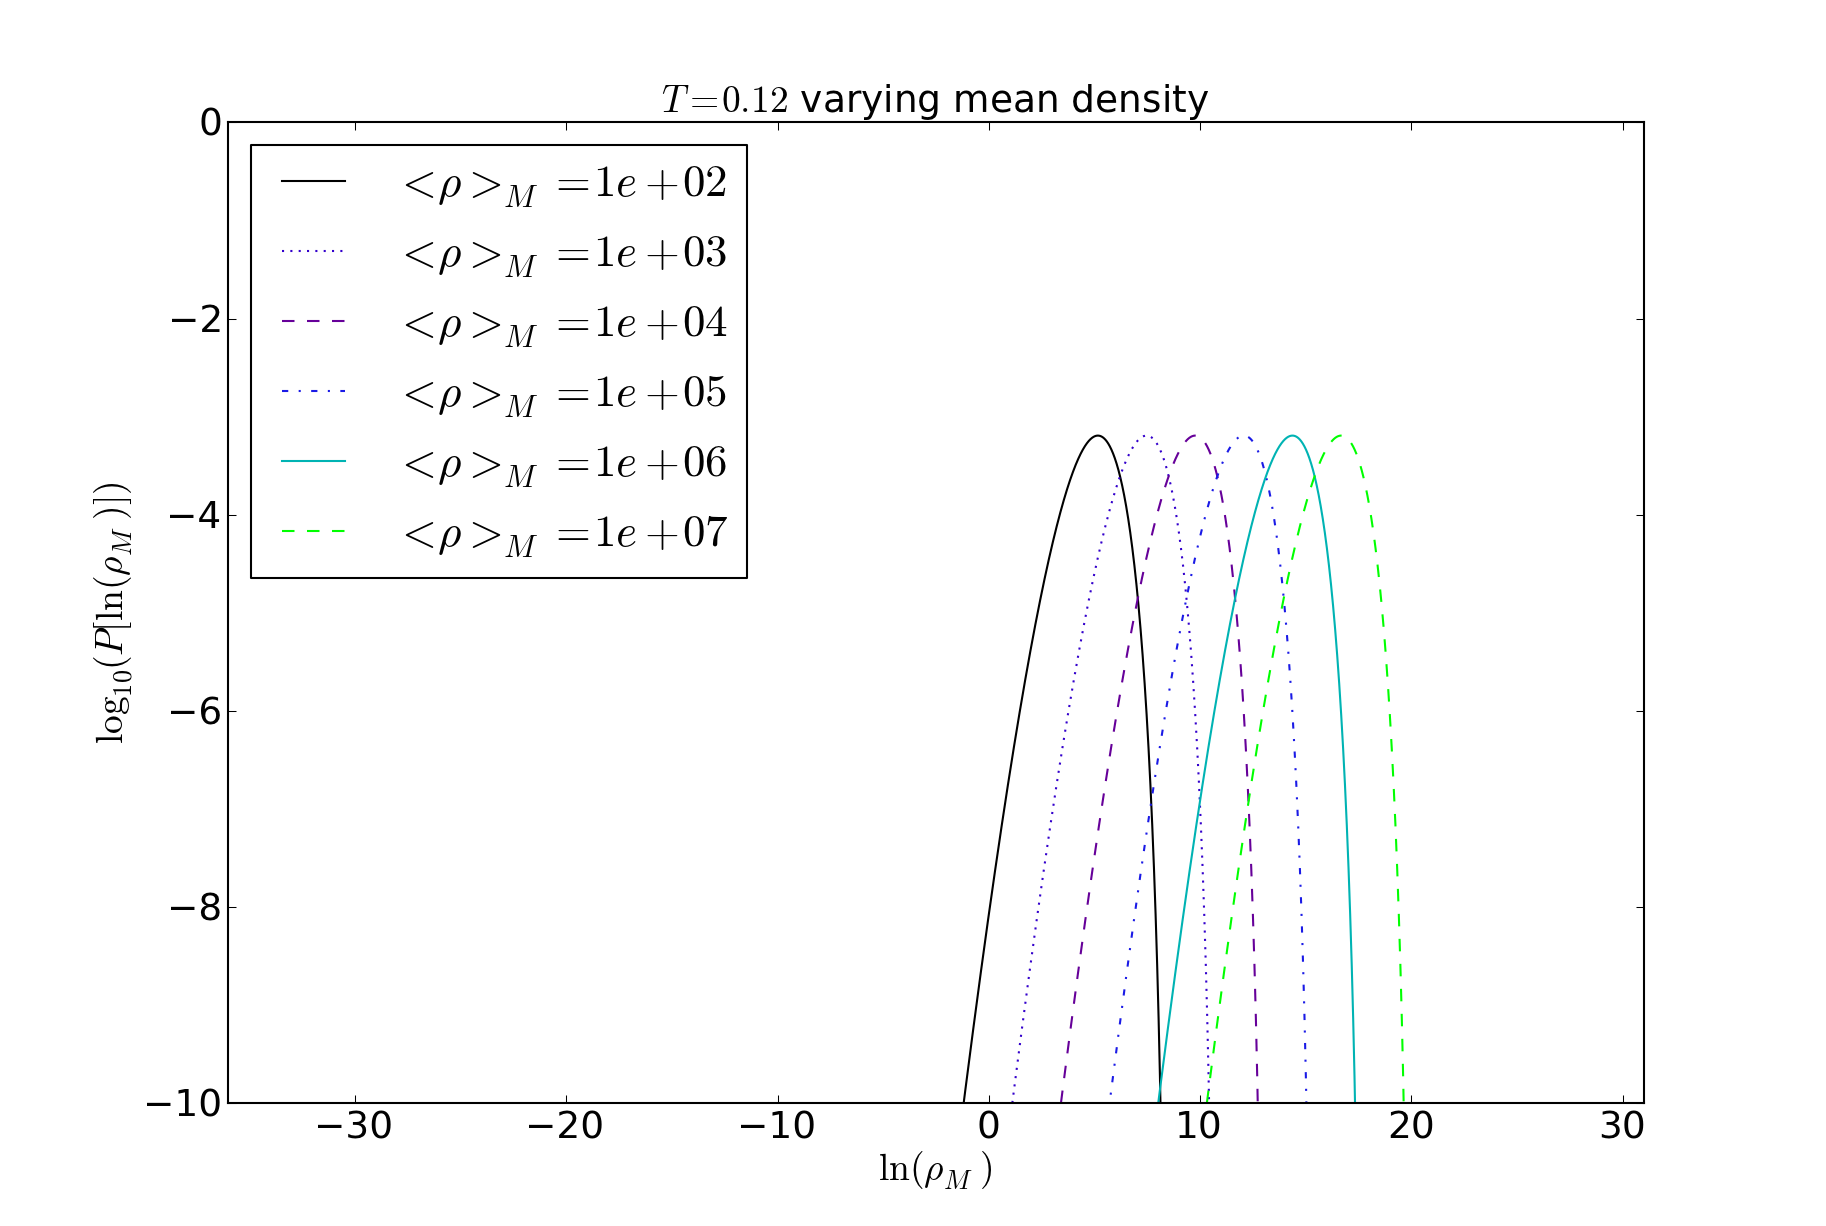 T=0.12 varying mean density
<ρ>_M =1e+02
<ρ>_M =1e+03
<ρ>_M =1e+04
<ρ>_M =1e+05
<ρ>_M =1e+06
<ρ>_M =1e+07
0
−2
−4
−6
−8
−10
log₁₀(P[ln(ρ_M)])
−30 −20 −10 0 10 20 30
ln(ρ_M)